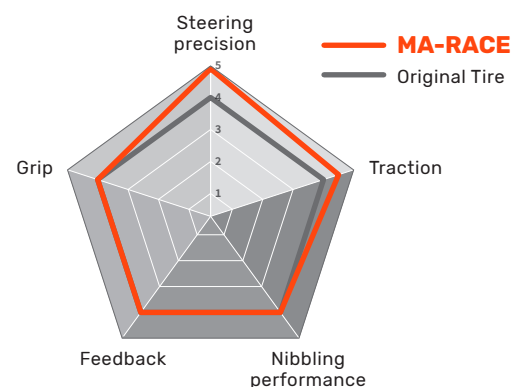 Steering
precision
MA-RACE
Original Tire
5
4
3
2
1
Grip
Traction
Feedback
Nibbling
performance